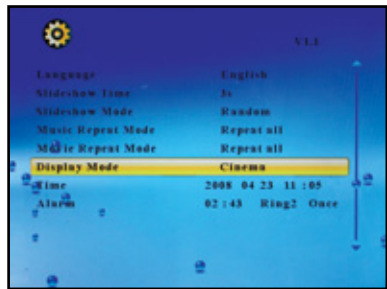 V1.1
Language English
Slideshow Time 3s
Slideshow Mode Random
Music Repeat Mode Repeat all
Movie Repeat Mode Repeat all
Display Mode Cinema
Time 2008 04 23 11 : 05
Alarm 02 : 43 Ring2 Once